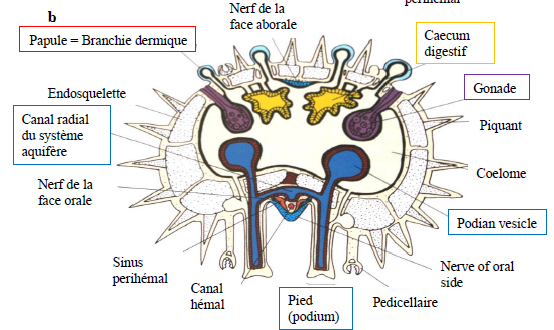 perihémal
b
Nerf de la
face aborale
Papule = Branchie dermique
Caecum
digestif
Endosquelette
Gonade
Canal radial
du système
aquifère
Piquant
Coelome
Nerf de la
face orale
Podian vesicle
Sinus
perihémal
Canal
hémal
Pied
(podium)
Pedicellaire
Nerve of oral
side